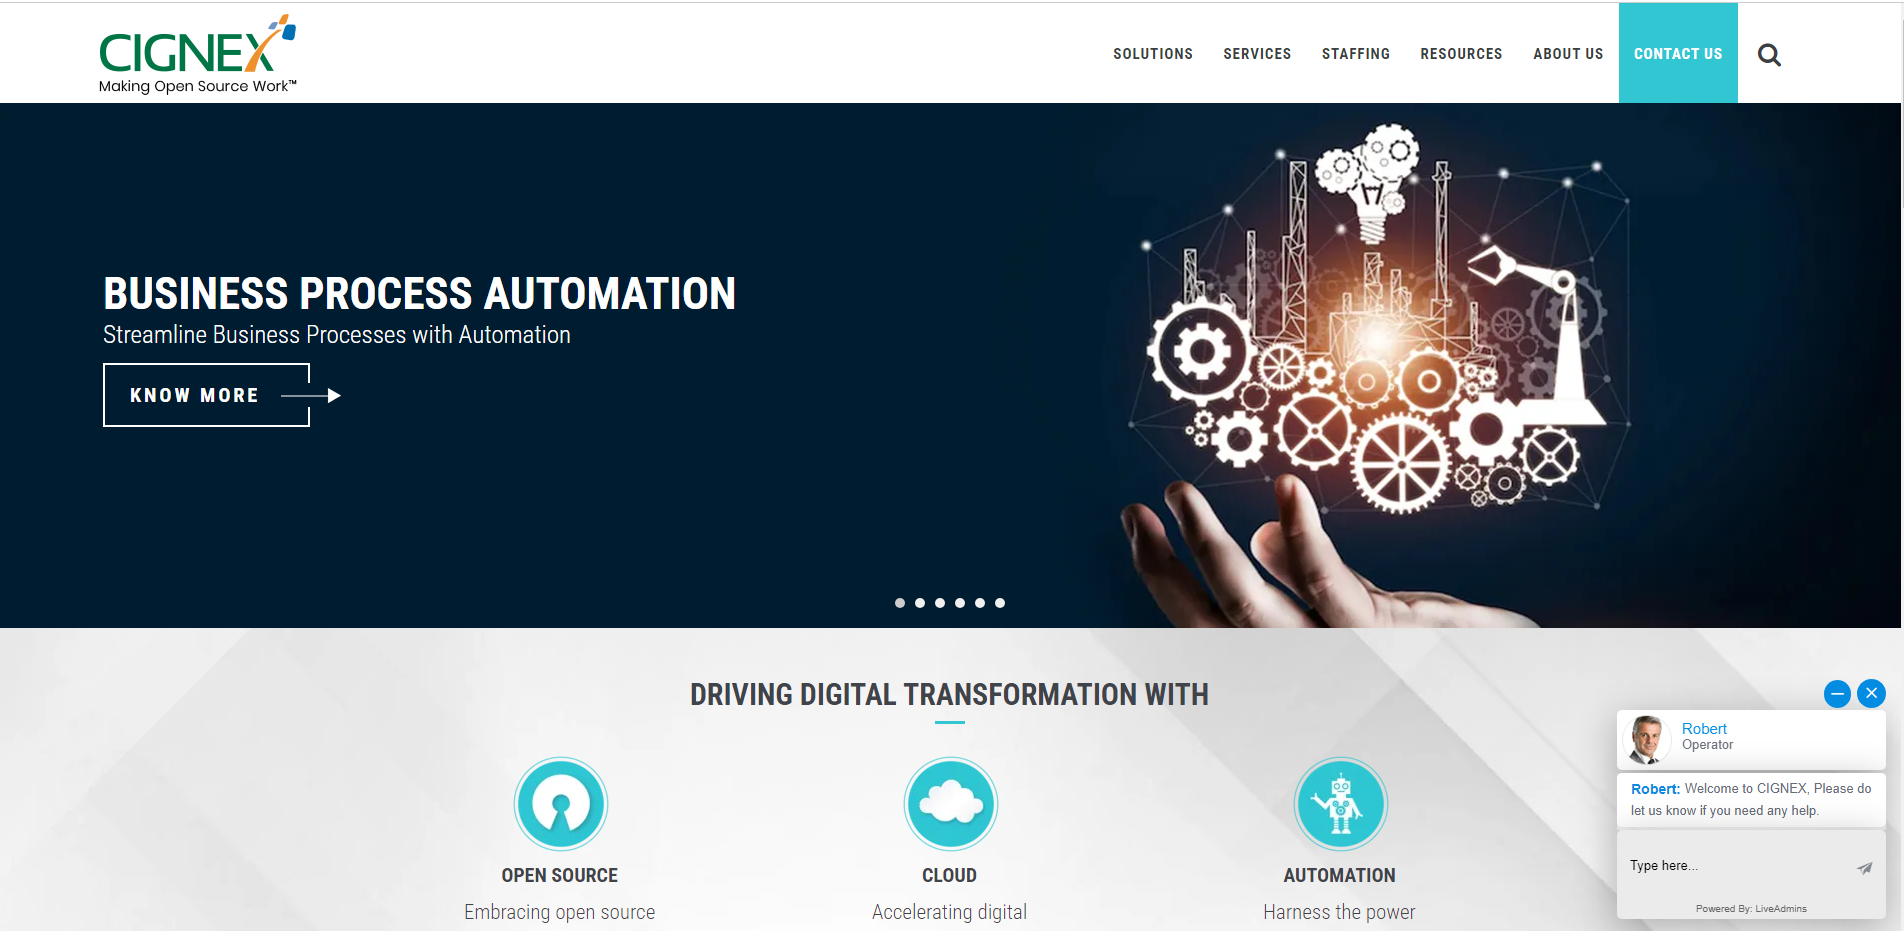 CIGNEX
Making Open Source Work™
SOLUTIONS
SERVICES
STAFFING
RESOURCES
ABOUT US
CONTACT US
BUSINESS PROCESS AUTOMATION
Streamline Business Processes with Automation
KNOW MORE
DRIVING DIGITAL TRANSFORMATION WITH
OPEN SOURCE
Embracing open source
CLOUD
Accelerating digital
AUTOMATION
Harness the power
Robert
Operator
Robert: Welcome to CIGNEX, Please do
let us know if you need any help.
Type here...
Powered By: LiveAdmins